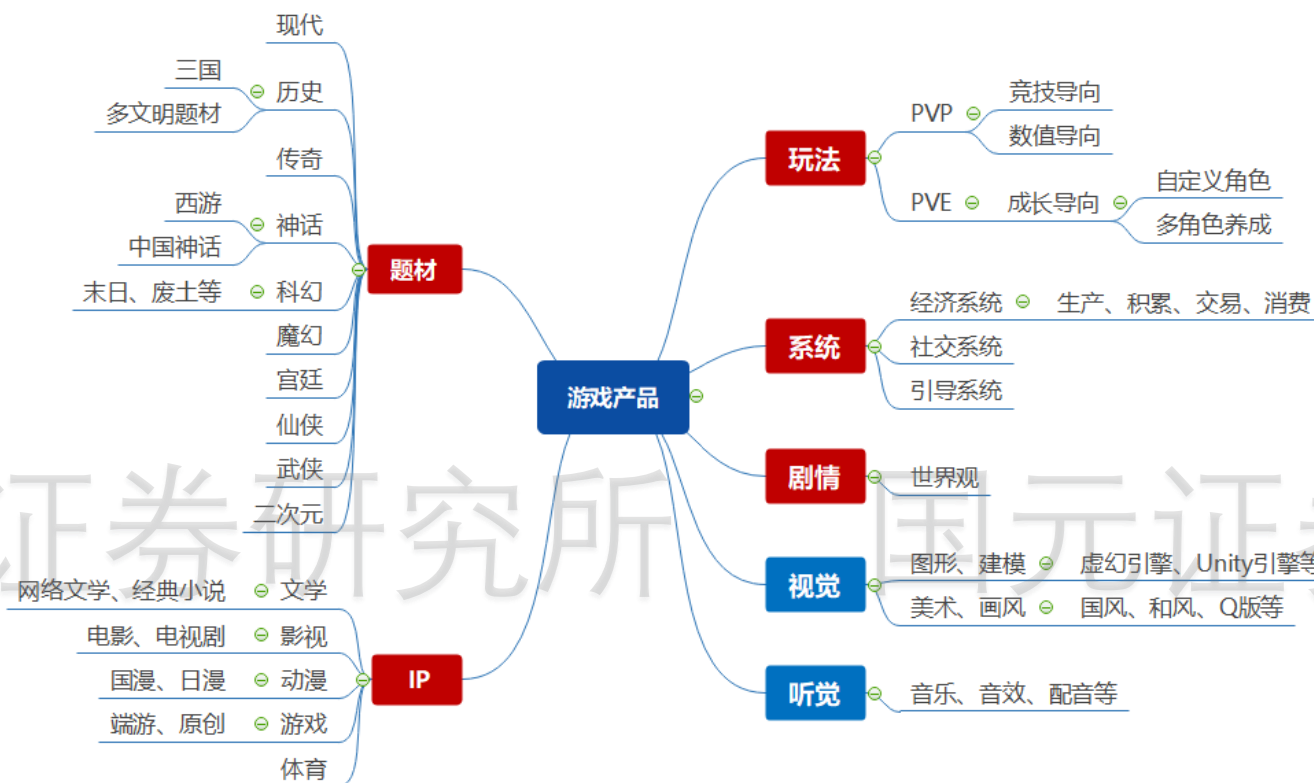 现代
三国
历史
多文明题材
传奇
西游
神话
中国神话
末日、废土等 科幻
魔幻
宫廷
仙侠
武侠
二次元
题材
网络文学、经典小说 文学
电影、电视剧 影视
国漫、日漫 动漫
端游、原创 游戏
体育
IP
游戏产品
玩法
PVP
竞技导向
数值导向
PVE 成长导向
自定义角色
多角色养成
系统
经济系统 生产、积累、交易、消费
社交系统
引导系统
剧情
世界观
视觉
图形、建模 虚幻引擎、Unity引擎等
美术、画风 国风、和风、Q版等
听觉
音乐、音效、配音等
证券研究所 国元证券